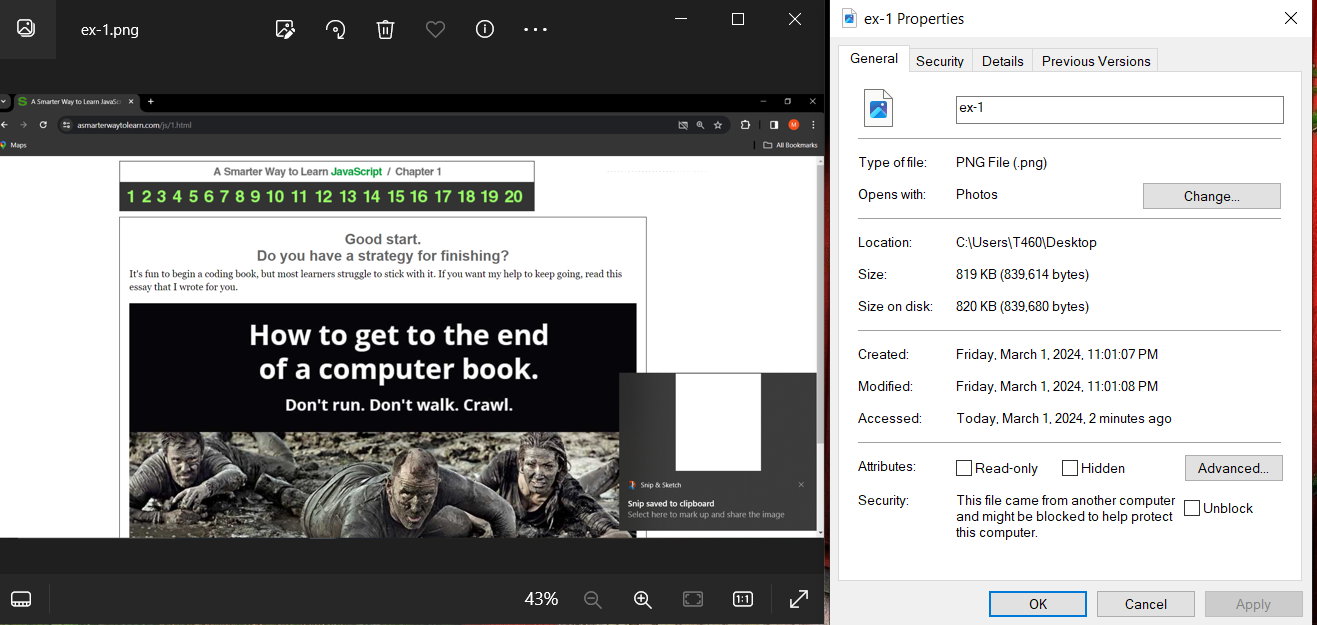 ex-1.png
A Smarter Way to Learn JavaSc
asmarterwaytolearn.com/js/1.html
M
Maps
All Bookmarks
A Smarter Way to Learn JavaScript / Chapter 1
1 2 3 4 5 6 7 8 9 10 11 12 13 14 15 16 17 18 19 20
Good start.
Do you have a strategy for finishing?
It's fun to begin a coding book, but most learners struggle to stick with it. If you want my help to keep going, read this
essay that I wrote for you.
How to get to the end
of a computer book.
Don't run. Don't walk. Crawl.
Snip & Sketch
Snip saved to clipboard
Select here to mark up and share the image
43%
1:1
ex-1 Properties
General
Security
Details
Previous Versions
ex-1
Type of file: PNG File (.png)
Opens with: Photos
Change...
Location: C:\Users\T460\Desktop
Size: 819 KB (839,614 bytes)
Size on disk: 820 KB (839,680 bytes)
Created: Friday, March 1, 2024, 11:01:07 PM
Modified: Friday, March 1, 2024, 11:01:08 PM
Accessed: Today, March 1, 2024, 2 minutes ago
Attributes: Read-only Hidden Advanced...
Security: This file came from another computer
and might be blocked to help protect
this computer.
Unblock
OK Cancel Apply